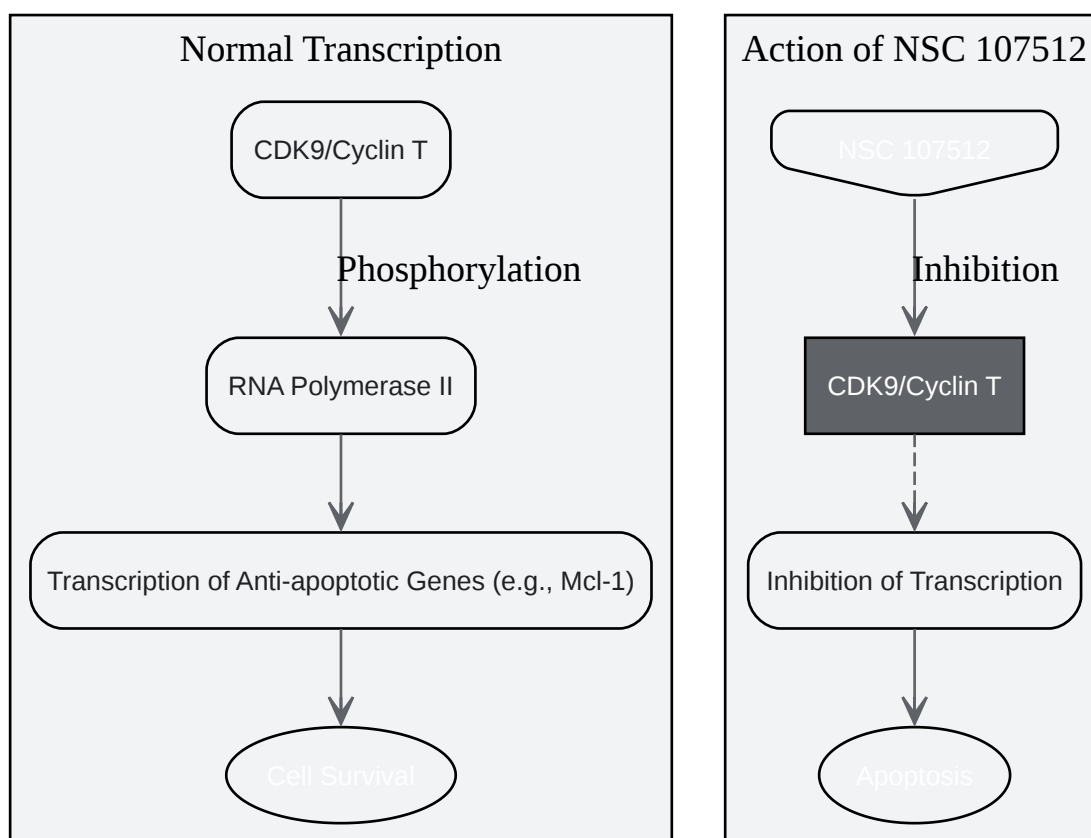 Normal Transcription
CDK9/Cyclin T
Phosphorylation
RNA Polymerase II
Transcription of Anti-apoptotic Genes (e.g., Mcl-1)
Cell Survival
Action of NSC 107512
NSC 107512
Inhibition
CDK9/Cyclin T
Inhibition of Transcription
Apoptosis